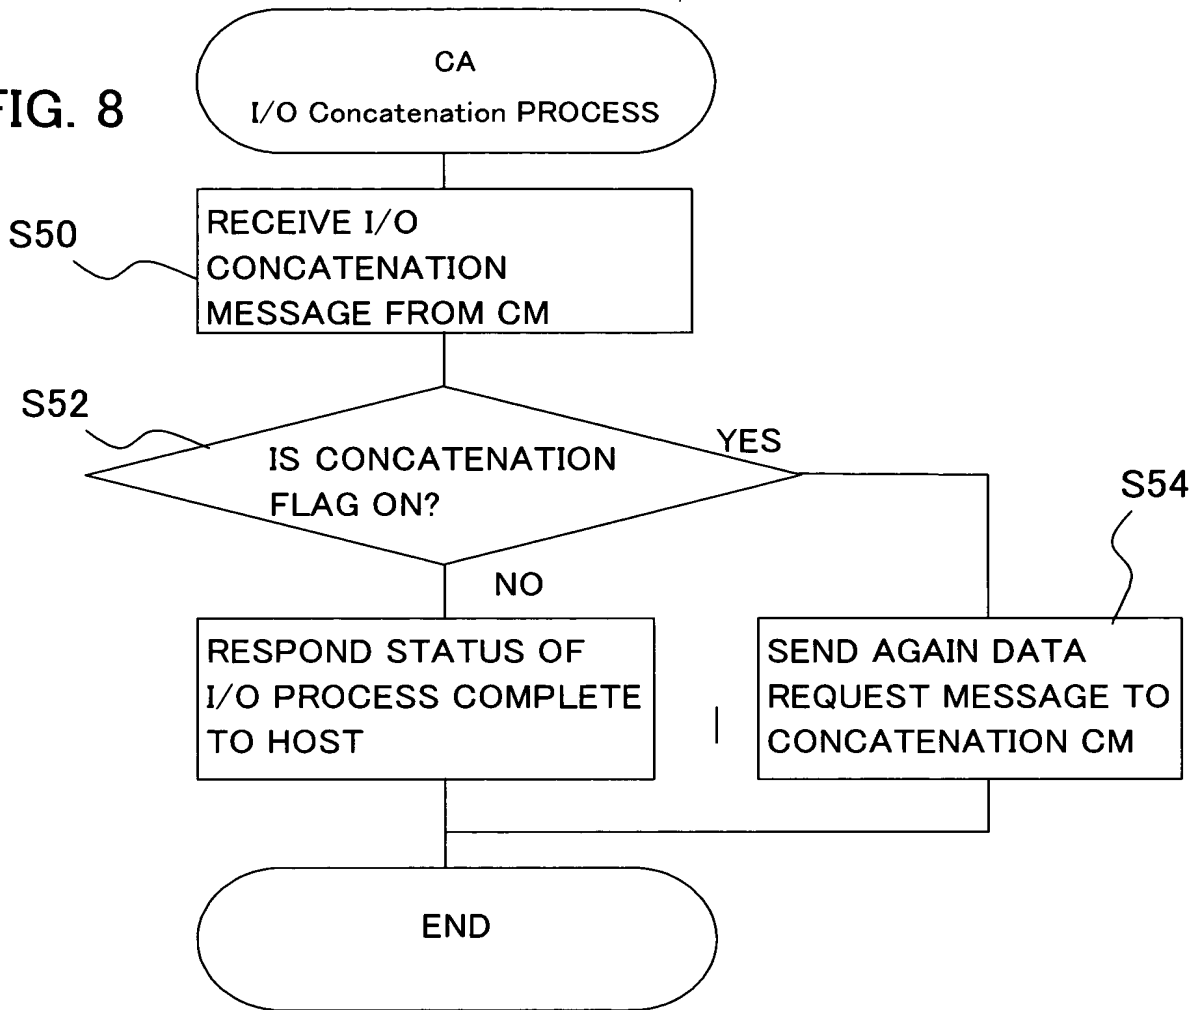 FIG. 8
CA
I/O Concatenation PROCESS
S50
RECEIVE I/O
CONCATENATION
MESSAGE FROM CM
S52
IS CONCATENATION
FLAG ON?
YES
NO
S54
RESPOND STATUS OF
I/O PROCESS COMPLETE
TO HOST
SEND AGAIN DATA
REQUEST MESSAGE TO
CONCATENATION CM
END